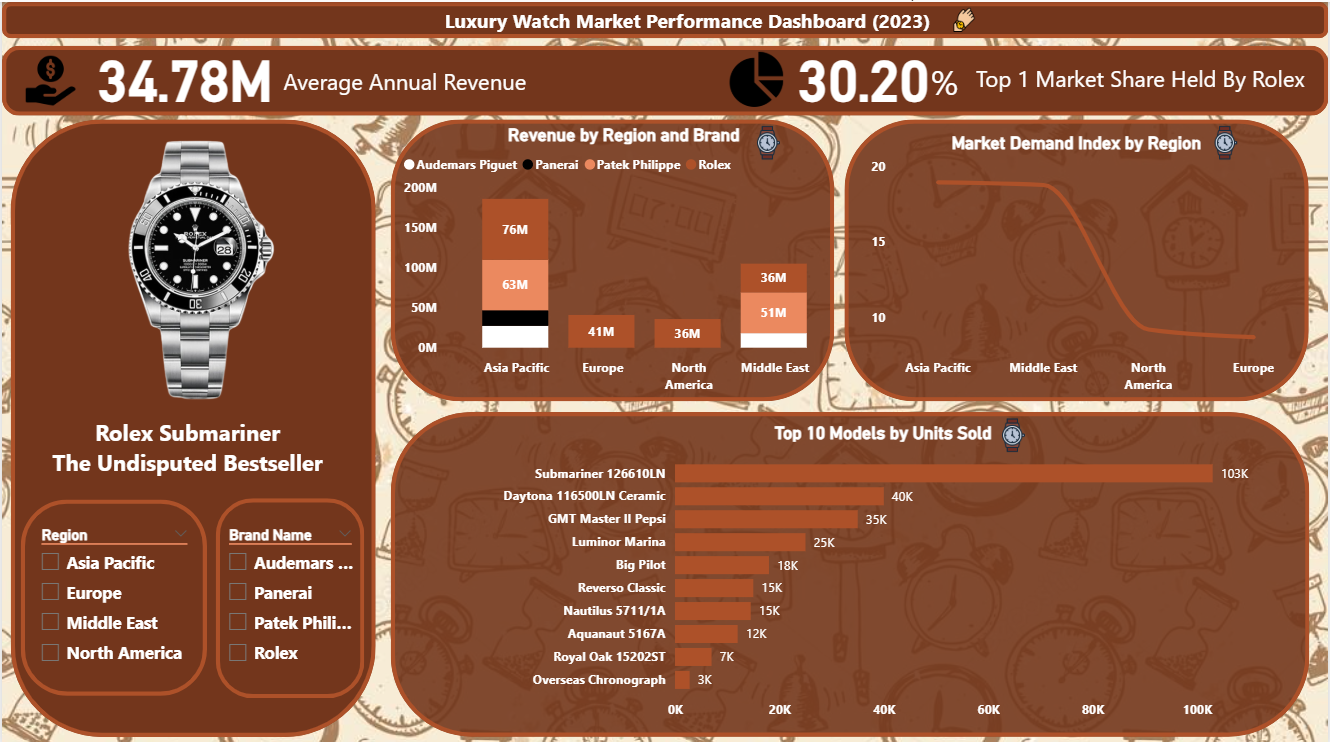 Luxury Watch Market Performance Dashboard (2023)
34.78M Average Annual Revenue
30.20% Top 1 Market Share Held By Rolex
ROLEX
SUBMARINER
28
Rolex Submariner
The Undisputed Bestseller
Region
Asia Pacific
Europe
Middle East
North America
Brand Name
Audemars ...
Panerai
Patek Phili...
Rolex
Revenue by Region and Brand
Audemars Piguet Panerai Patek Philippe Rolex
200M
150M
100M
50M
0M
76M
63M
41M
36M
36M
51M
Asia Pacific
Europe
North
America
Middle East
Market Demand Index by Region
20
15
10
Asia Pacific
Middle East
North
America
Europe
Top 10 Models by Units Sold
Submariner 126610LN 103K
Daytona 116500LN Ceramic 40K
GMT Master II Pepsi 35K
Luminor Marina 25K
Big Pilot 18K
Reverso Classic 15K
Nautilus 5711/1A 15K
Aquanaut 5167A 12K
Royal Oak 15202ST 7K
Overseas Chronograph 3K
0K 20K 40K 60K 80K 100K